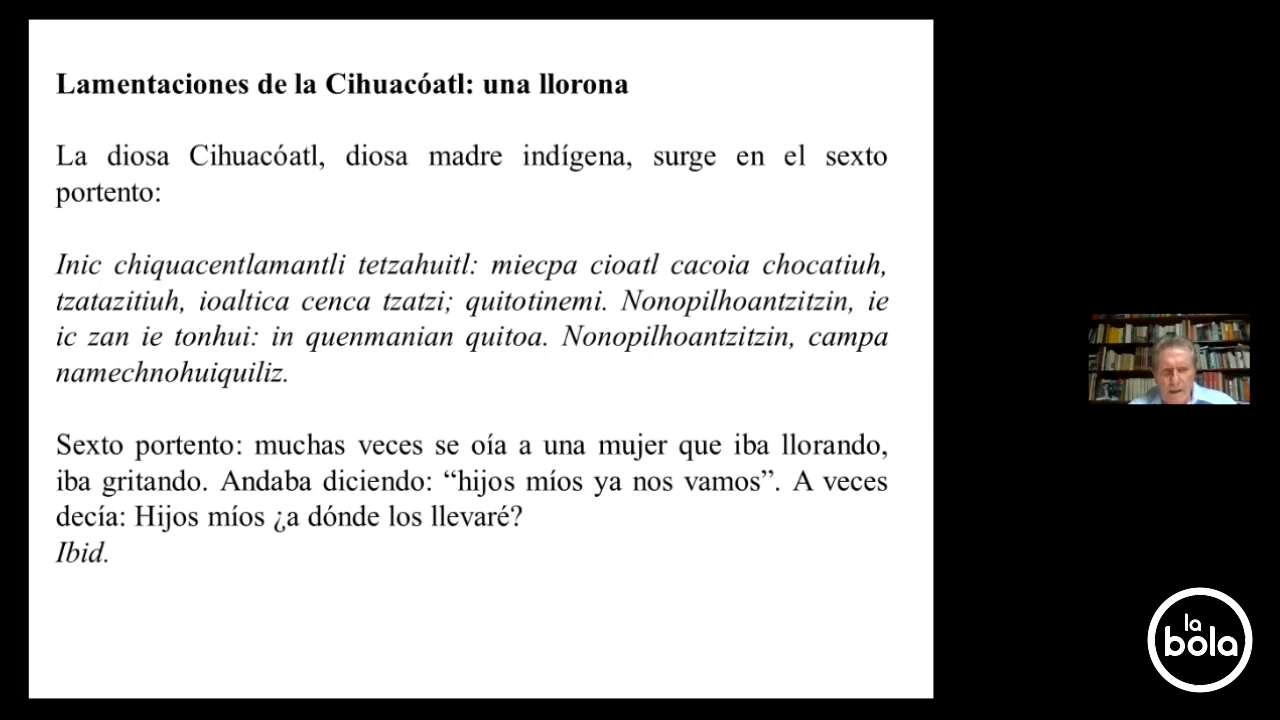 Lamentaciones de la Cihuacóatl: una llorona
La diosa Cihuacóatl, diosa madre indígena, surge en el sexto
portento:
Inic chiquacentlamantli tetzahuitl: miecpa cioatl cacoia chocatiuh,
tzatazitiuh, ioaltica cenca tzatzi; quitotinemi. Nonopilhoantzitzin, ie
ic zan ie tonhui: in quenmanian quitoa. Nonopilhoantzitzin, campa
namechnohuiquiliz.
Sexto portento: muchas veces se oía a una mujer que iba llorando,
iba gritando. Andaba diciendo: “hijos míos ya nos vamos”. A veces
decía: Hijos míos ¿a dónde los llevaré?
Ibid.
la
bola